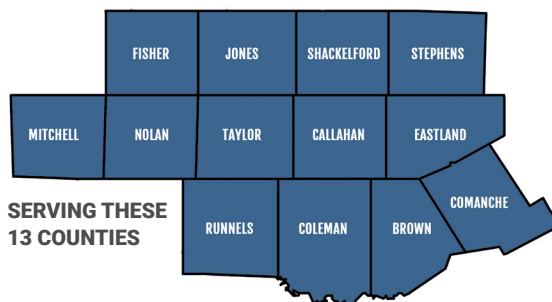 FISHER JONES SHACKELFORD STEPHENS
MITCHELL NOLAN TAYLOR CALLAHAN EASTLAND
COMANCHE
SERVING THESE
13 COUNTIES
RUNNELS COLEMAN BROWN